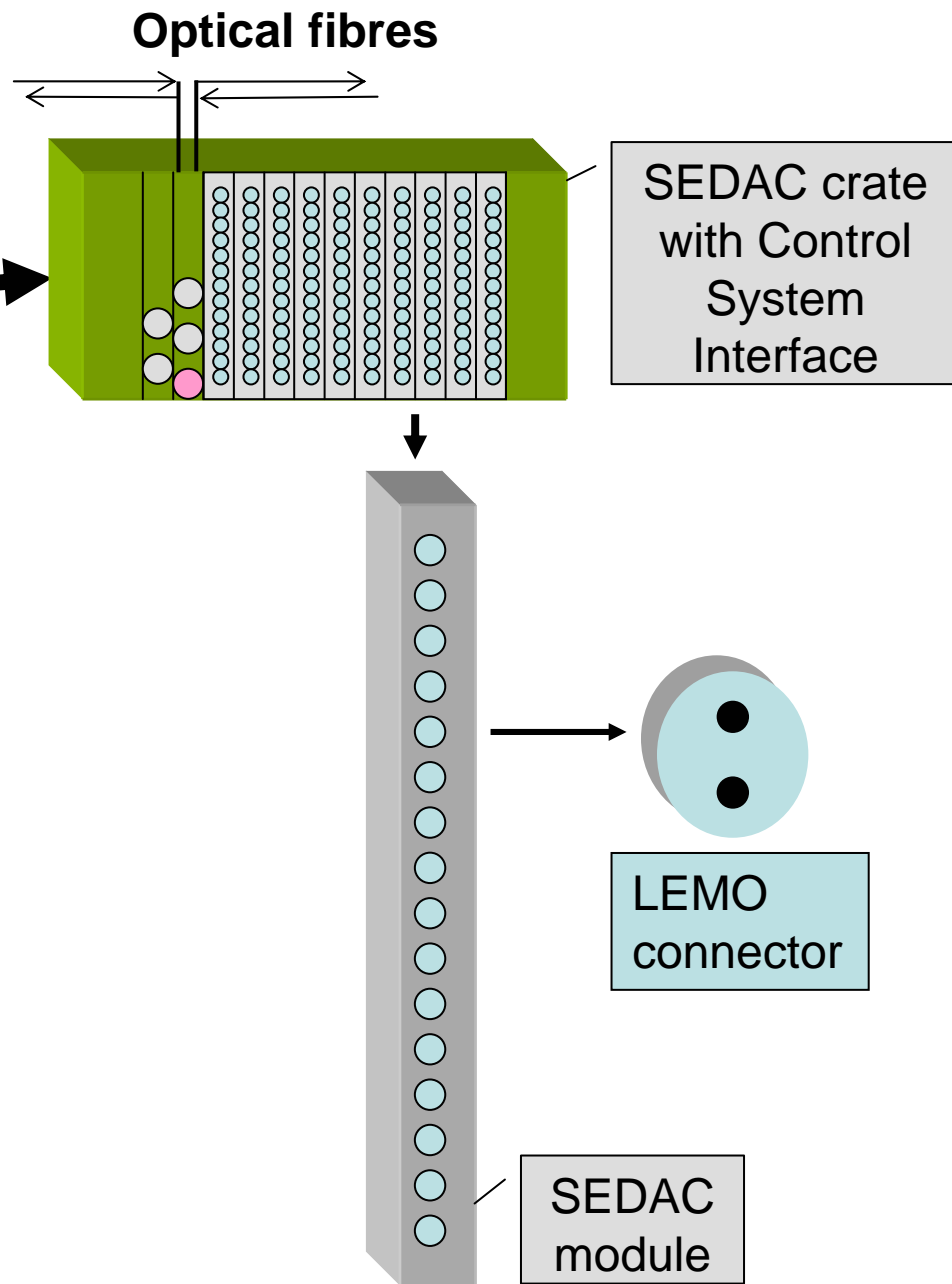 Optical fibres
SEDAC crate
with Control
System
Interface
LEMO
connector
SEDAC
module